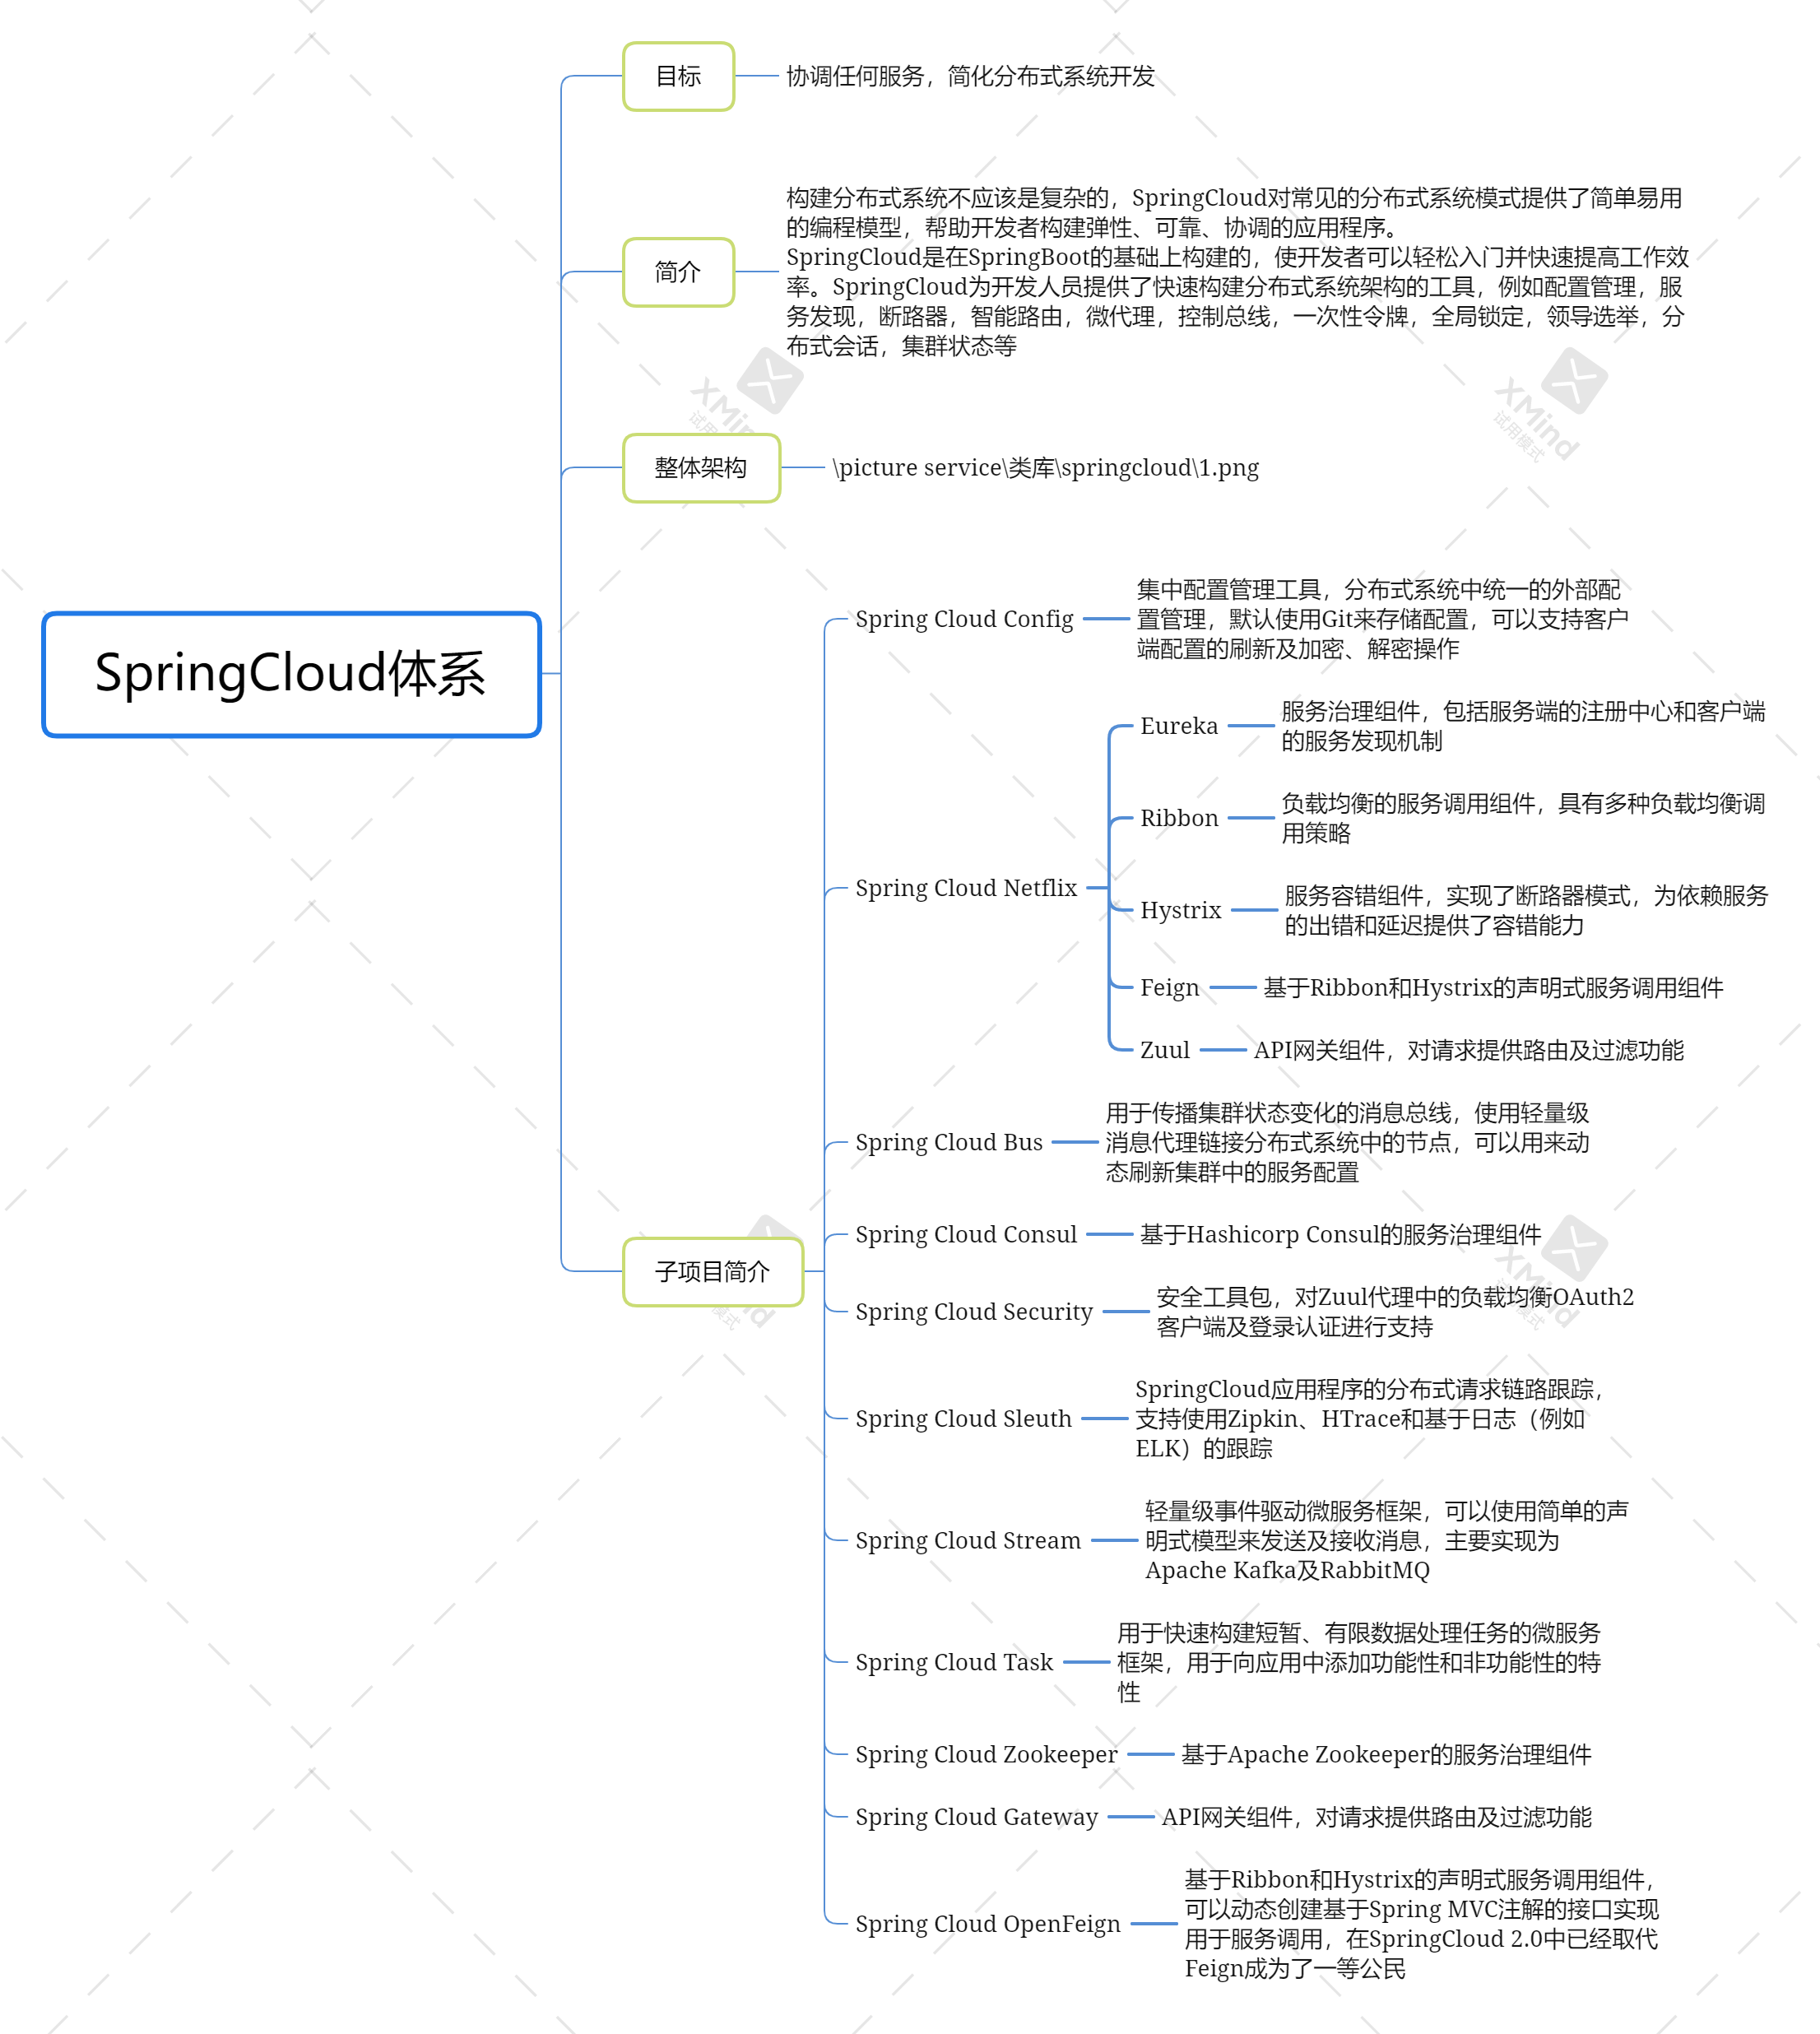 目标
协调任何服务，简化分布式系统开发
构建分布式系统不应该是复杂的，SpringCloud对常见的分布式系统模式提供了简单易用
的编程模型，帮助开发者构建弹性、可靠、协调的应用程序。
简介
SpringCloud是在SpringBoot的基础上构建的，使开发者可以轻松入门并快速提高工作效
率。SpringCloud为开发人员提供了快速构建分布式系统架构的工具，例如配置管理，服
务发现，断路器，智能路由，微代理，控制总线，一次性令牌，全局锁定，领导选举，分
布式会话，集群状态等
XMind
试用模式
整体架构
\picture service\类库\springcloud\1.png
SpringCloud体系
Spring Cloud Config
集中配置管理工具，分布式系统中统一的外部配
置管理，默认使用Git来存储配置，可以支持客户
端配置的刷新及加密、解密操作
Spring Cloud Netflix
Eureka
服务治理组件，包括服务端的注册中心和客户端
的服务发现机制
Ribbon
负载均衡的服务调用组件，具有多种负载均衡调
用策略
Hystrix
服务容错组件，实现了断路器模式，为依赖服务
的出错和延迟提供了容错能力
Feign
基于Ribbon和Hystrix的声明式服务调用组件
Zuul
API网关组件，对请求提供路由及过滤功能
Spring Cloud Bus
用于传播集群状态变化的消息总线，使用轻量级
消息代理链接分布式系统中的节点，可以用来动
态刷新集群中的服务配置
子项目简介
Spring Cloud Consul
基于Hashicorp Consul的服务治理组件
Spring Cloud Security
安全工具包，对Zuul代理中的负载均衡OAuth2
客户端及登录认证进行支持
Spring Cloud Sleuth
SpringCloud应用程序的分布式请求链路跟踪，
支持使用Zipkin、HTrace和基于日志（例如
ELK）的跟踪
Spring Cloud Stream
轻量级事件驱动微服务框架，可以使用简单的声
明式模型来发送及接收消息，主要实现为
Apache Kafka及RabbitMQ
Spring Cloud Task
用于快速构建短暂、有限数据处理任务的微服务
框架，用于向应用中添加功能性和非功能性的特
性
Spring Cloud Zookeeper
基于Apache Zookeeper的服务治理组件
Spring Cloud Gateway
API网关组件，对请求提供路由及过滤功能
Spring Cloud OpenFeign
基于Ribbon和Hystrix的声明式服务调用组件，
可以动态创建基于Spring MVC注解的接口实现
用于服务调用，在SpringCloud 2.0中已经取代
Feign成为了一等公民